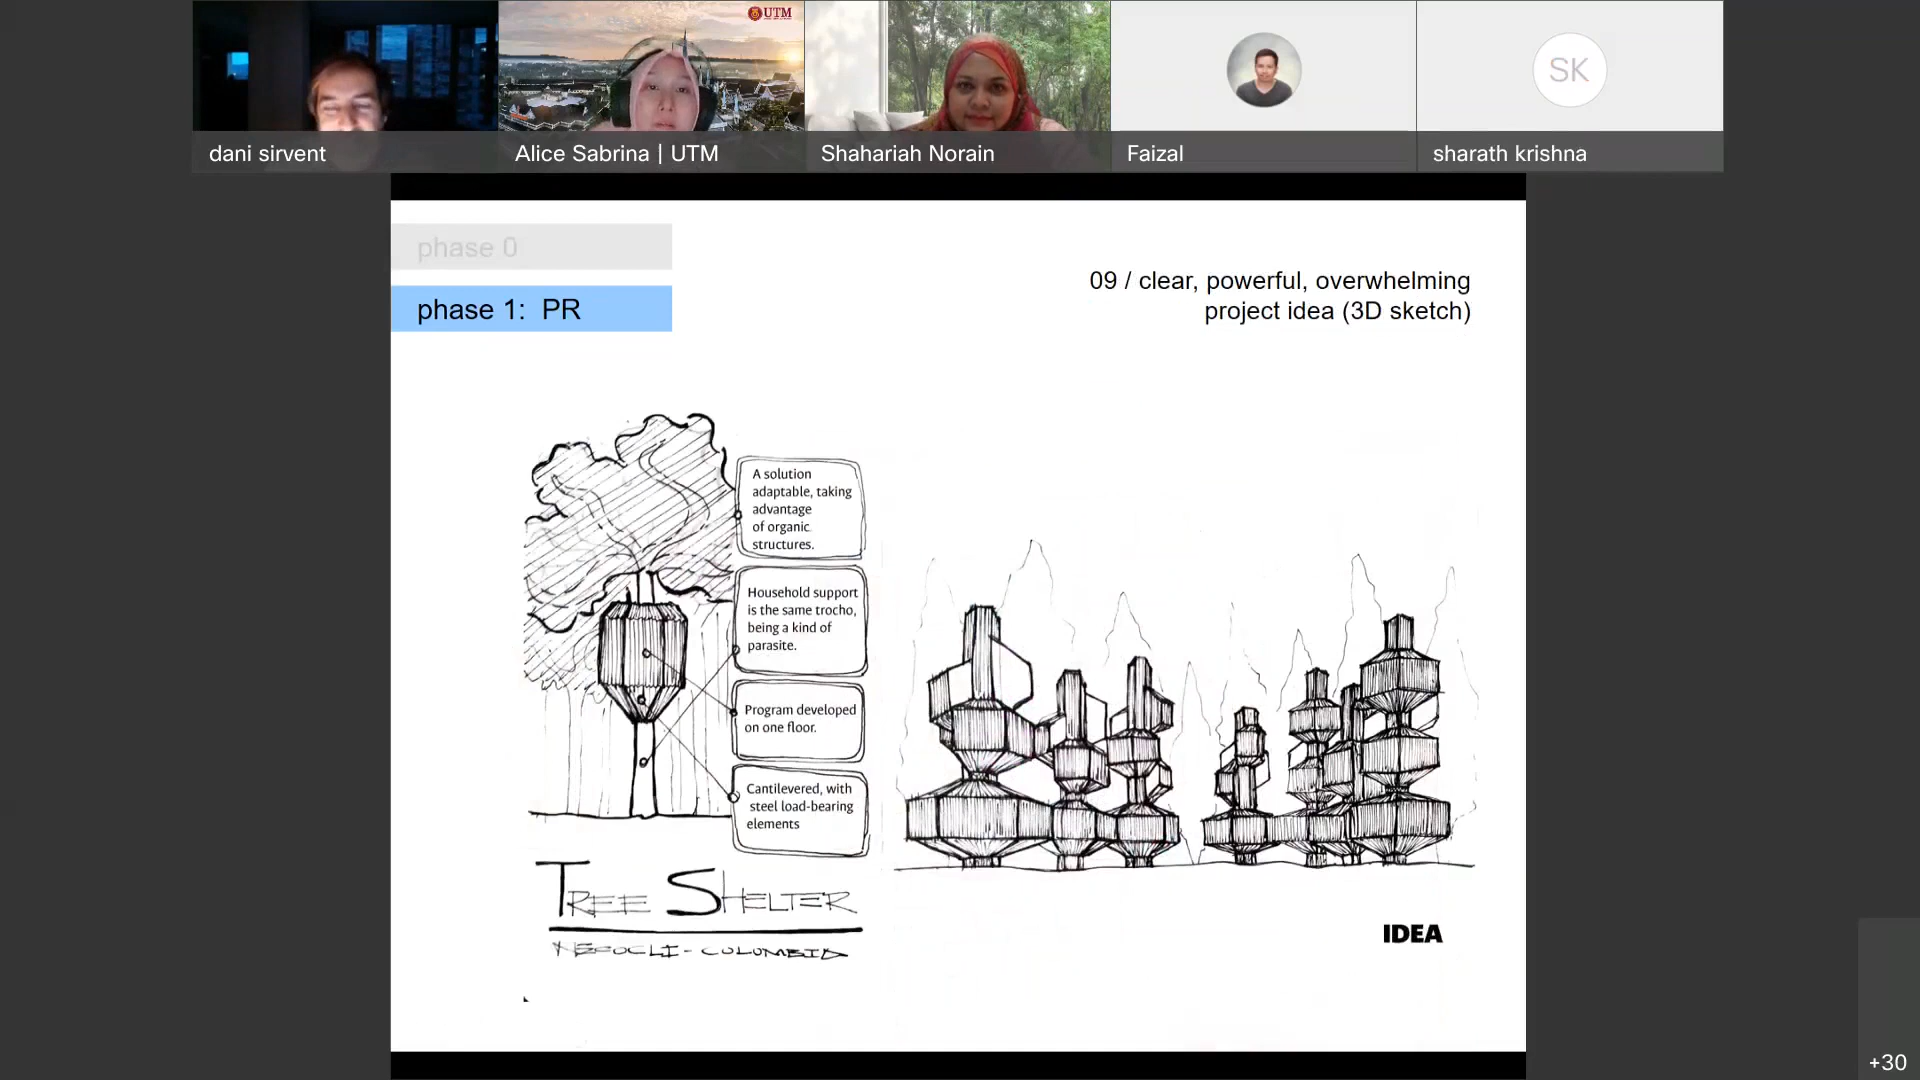 UTM
dani sirvent
Alice Sabrina | UTM
Shahariah Norain
Faizal
SK
sharath krishna
phase 0
phase 1: PR
09 / clear, powerful, overwhelming
project idea (3D sketch)
A solution
adaptable, taking
advantage
of organic
structures.
Household support
is the same trocho,
being a kind of
parasite.
Program developed
on one floor.
Cantilevered, with
steel load-bearing
elements
TREE SHELTER
NECOCLI - COLOMBIA
IDEA
+30